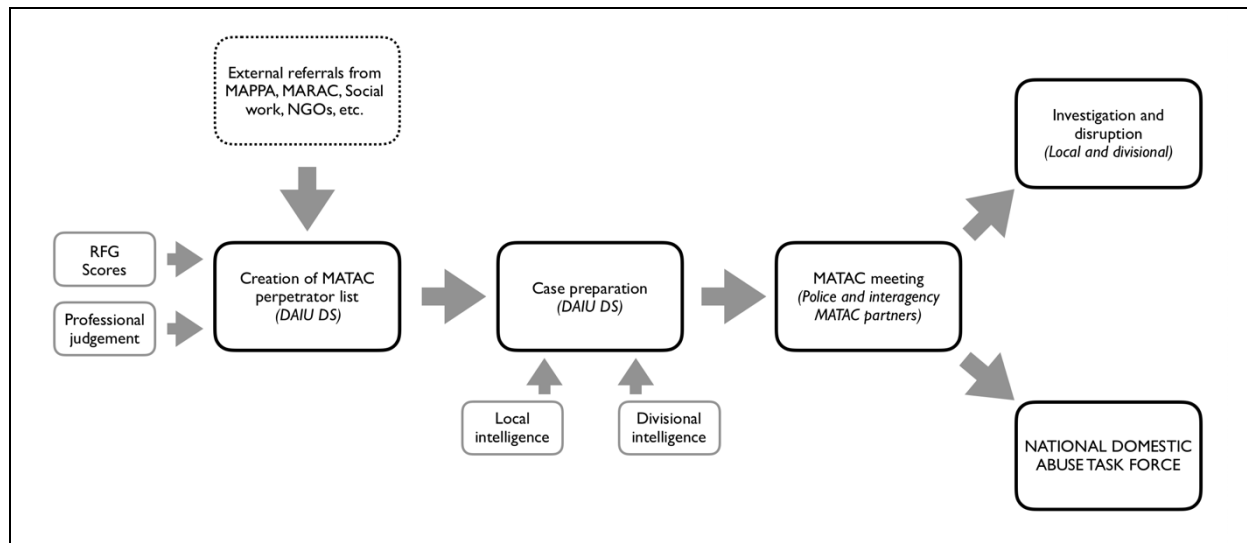 External referrals from
MAPPA, MARAC, Social
work, NGOs, etc.
RFG
Scores
Professional
judgement
Creation of MATAC
perpetrator list
(DAIU DS)
Case preparation
(DAIU DS)
Local
intelligence
Divisional
intelligence
MATAC meeting
(Police and interagency
MATAC partners)
Investigation and
disruption
(Local and divisional)
NATIONAL DOMESTIC
ABUSE TASK FORCE